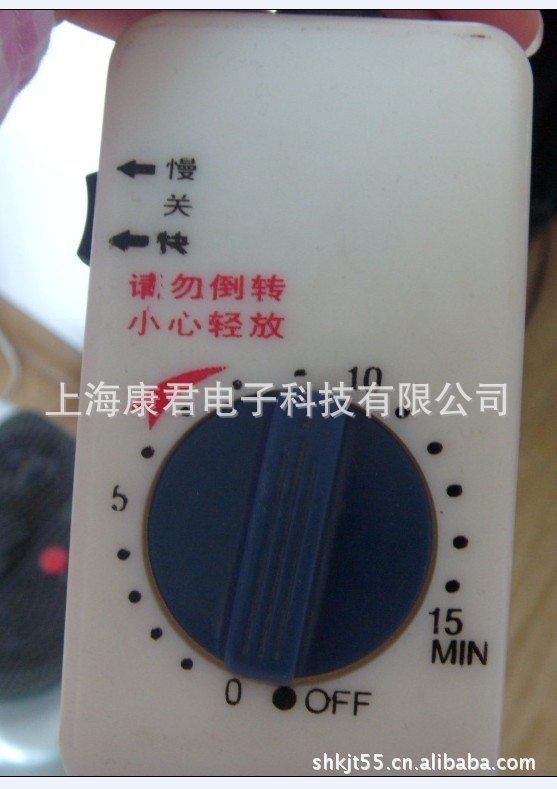 慢
关
快
请勿倒转
小心轻放
10
上海康君电子科技有限公司
5
15
MIN
0
OFF
shkjt55.cn.alibaba.com